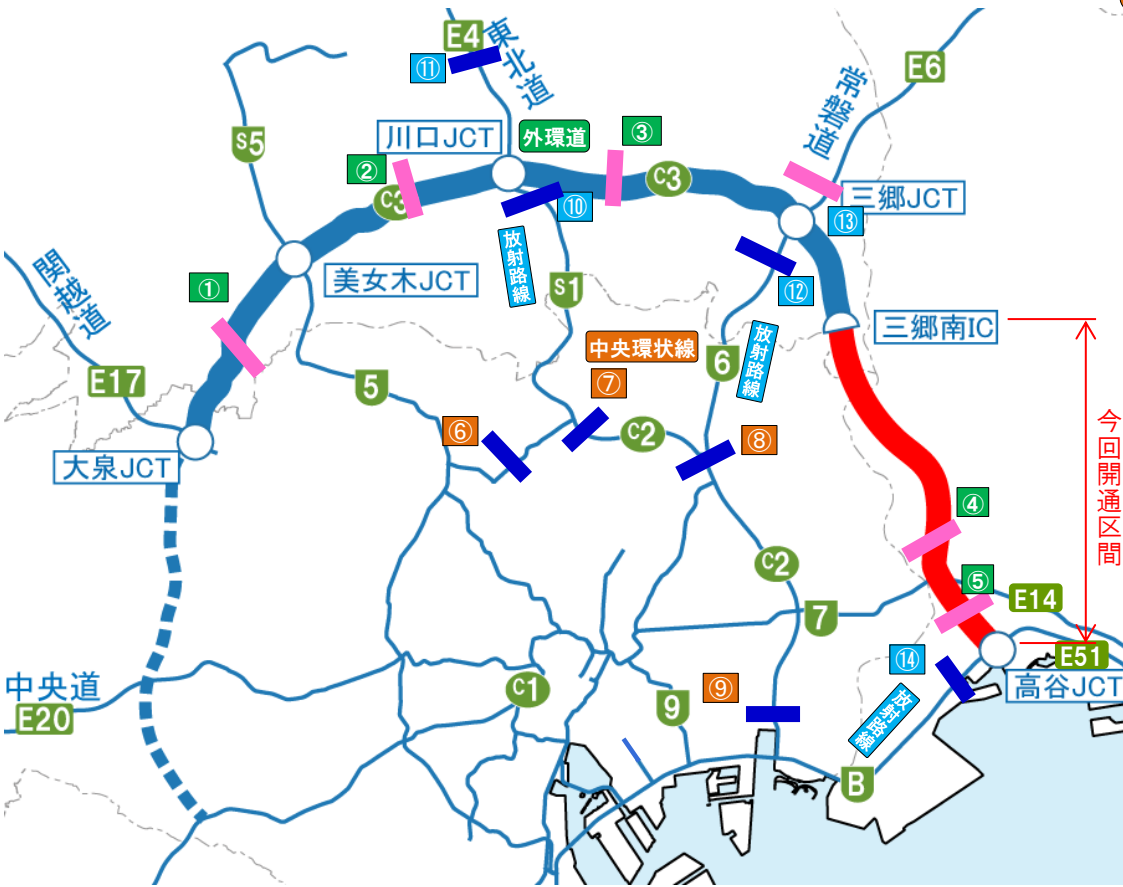 E4
東北道
⑪
E6
常磐道
S5
川口JCT
外環道
③
②
C3
C3
三郷JCT
⑬
⑩
放射路線
関越道
美女木JCT
①
S1
⑫
三郷南IC
中央環状線
6
放射路線
E17
5
⑦
⑥
C2
⑧
大泉JCT
今回開通区間
④
C2
⑤
E14
7
E51
⑭
高谷JCT
中央道
E20
C1
9
⑨
放射路線
B